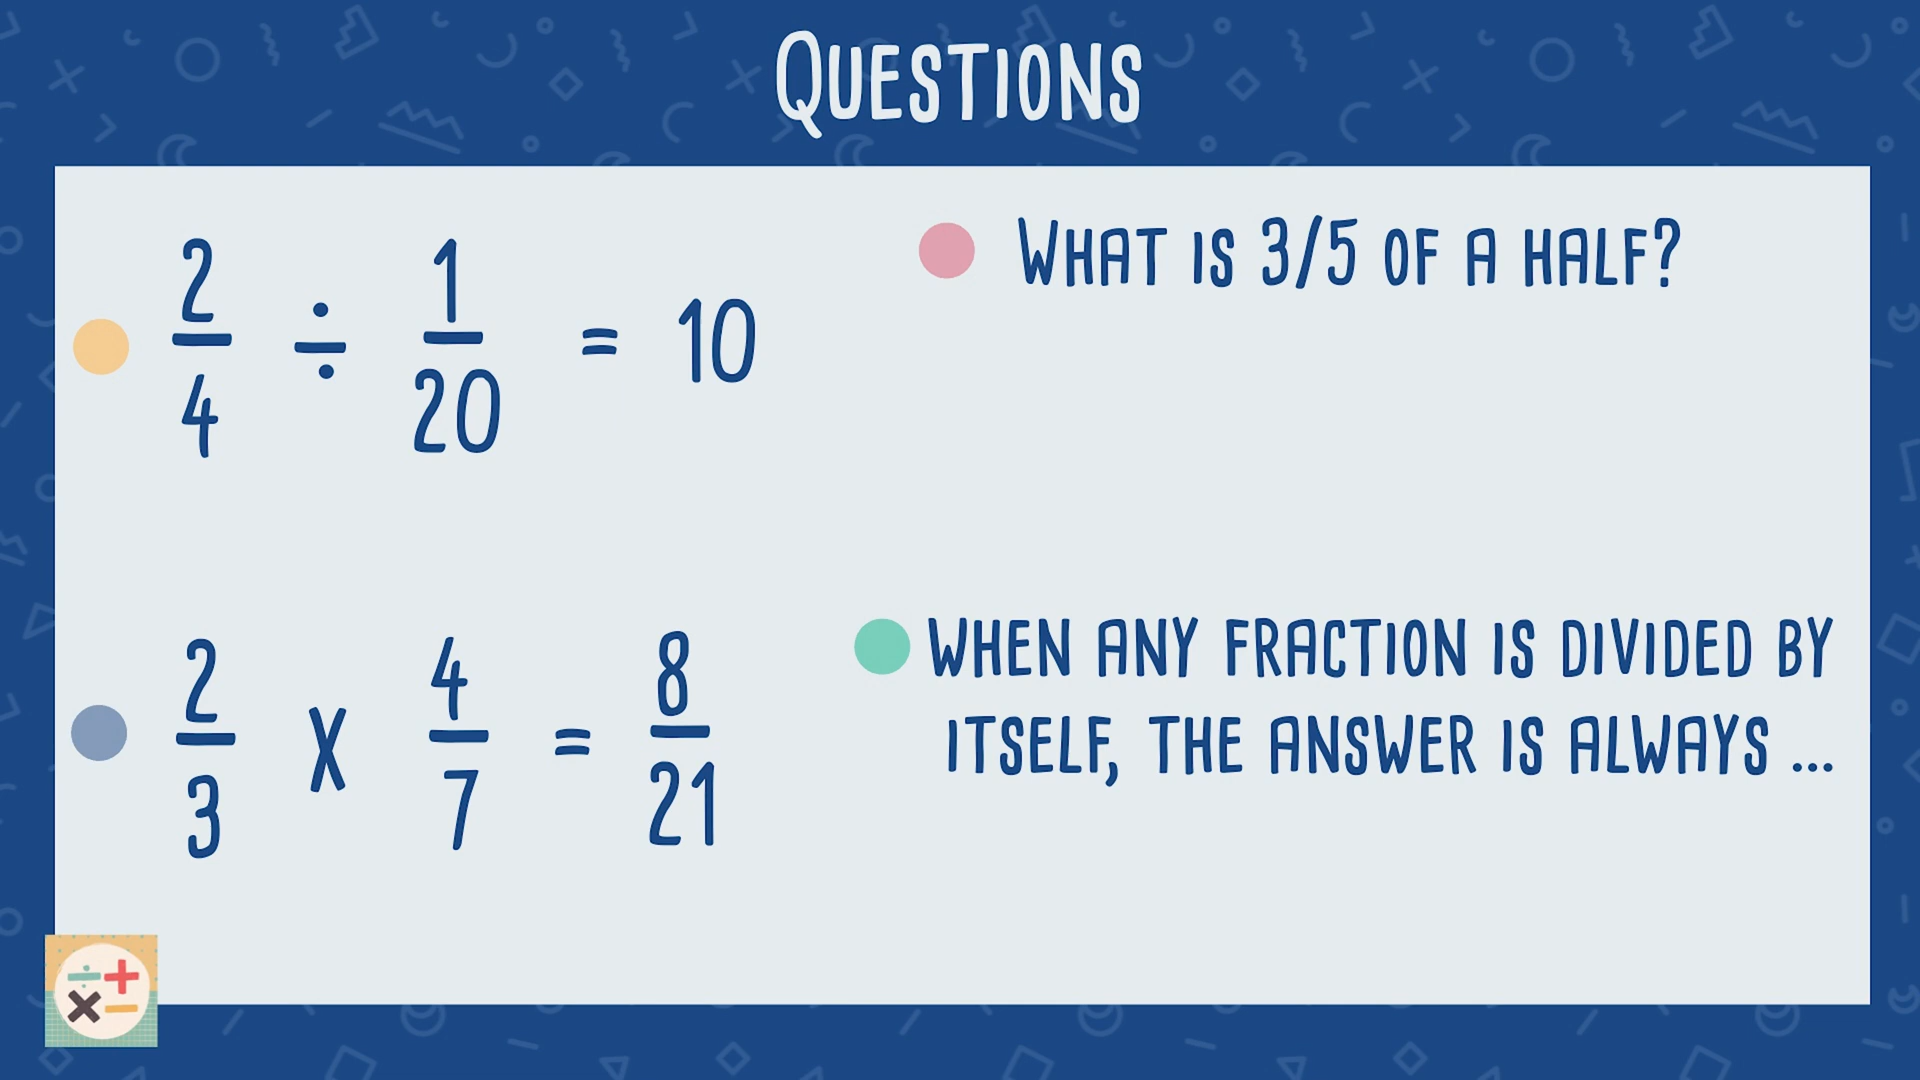 QUESTIONS
2/4 ÷ 1/20 = 10
WHAT IS 3/5 OF A HALF?
2/3 X 4/7 = 8/21
WHEN ANY FRACTION IS DIVIDED BY
ITSELF, THE ANSWER IS ALWAYS ...